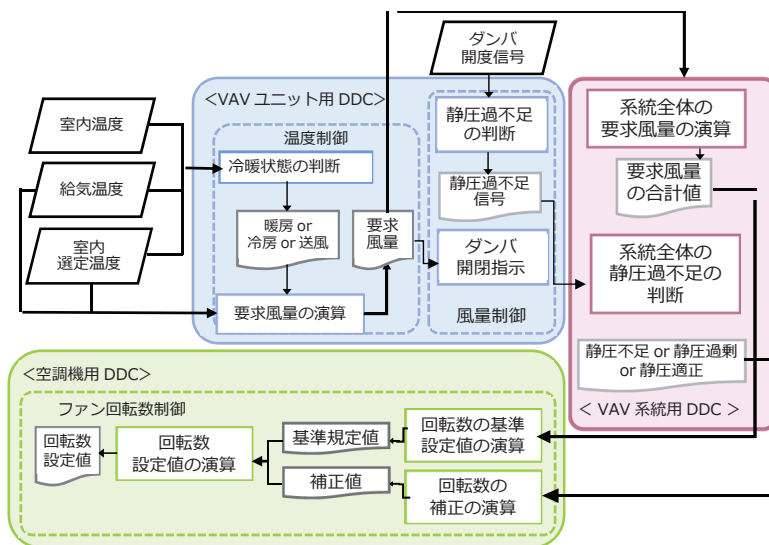 ダンバ
開度信号
<VAV ユニット用 DDC>
室内温度
給気温度
室内
選定温度
温度制御
冷暖状態の判断
暖房 or
冷房 or 送風
要求
風量
要求風量の演算
静圧過不足
の判断
静圧過不足
信号
ダンバ
開閉指示
風量制御
系統全体の
要求風量の演算
要求風量
の合計値
系統全体の
静圧過不足の
判断
静圧不足 or 静圧過剰
or 静圧適正
< VAV 系統用 DDC >
<空調機用 DDC>
ファン回転数制御
回転数
設定値
回転数
設定値の演算
基準規定値
補正値
回転数の基準
設定値の演算
回転数の
補正の演算